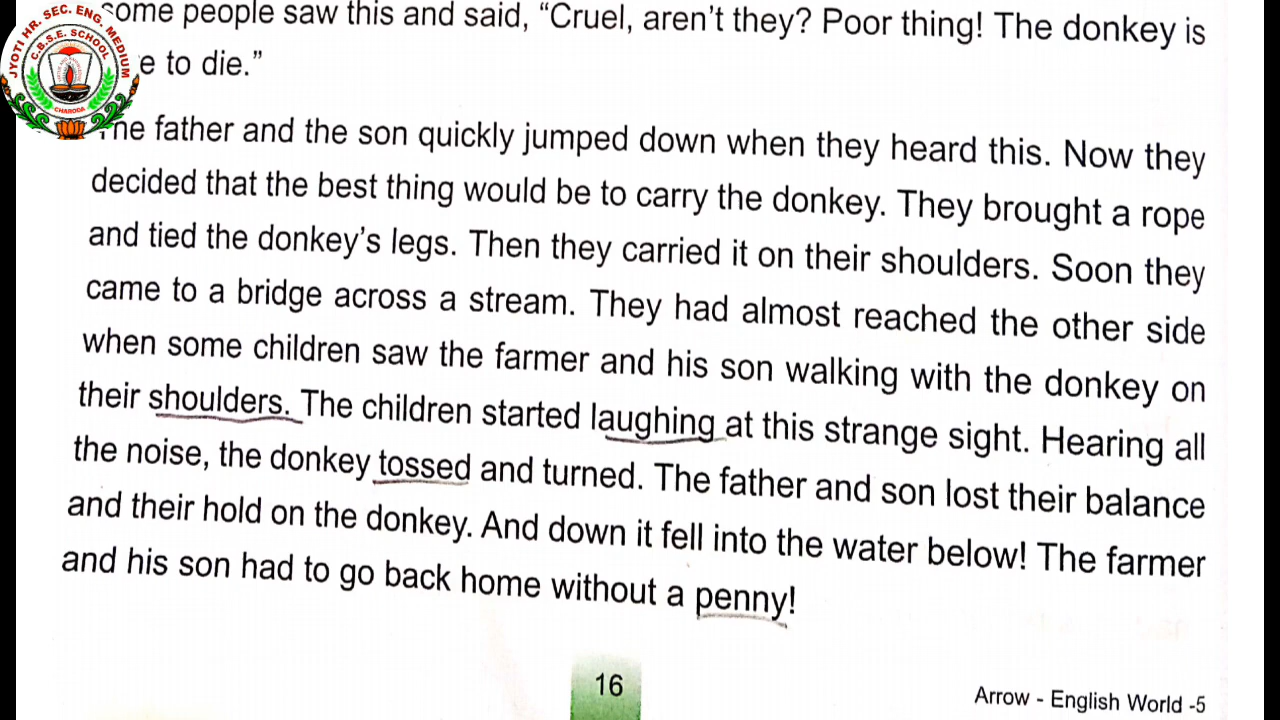 JYOTI HR. SEC. ENG. MEDIUM
C.B.S.E. SCHOOL
CHARODA
some people saw this and said, “Cruel, aren’t they? Poor thing! The donkey is
e to die.”
The father and the son quickly jumped down when they heard this. Now they
decided that the best thing would be to carry the donkey. They brought a rope
and tied the donkey’s legs. Then they carried it on their shoulders. Soon they
came to a bridge across a stream. They had almost reached the other side
when some children saw the farmer and his son walking with the donkey on
their shoulders. The children started laughing at this strange sight. Hearing all
the noise, the donkey tossed and turned. The father and son lost their balance
and their hold on the donkey. And down it fell into the water below! The farmer
and his son had to go back home without a penny!
16
Arrow - English World -5